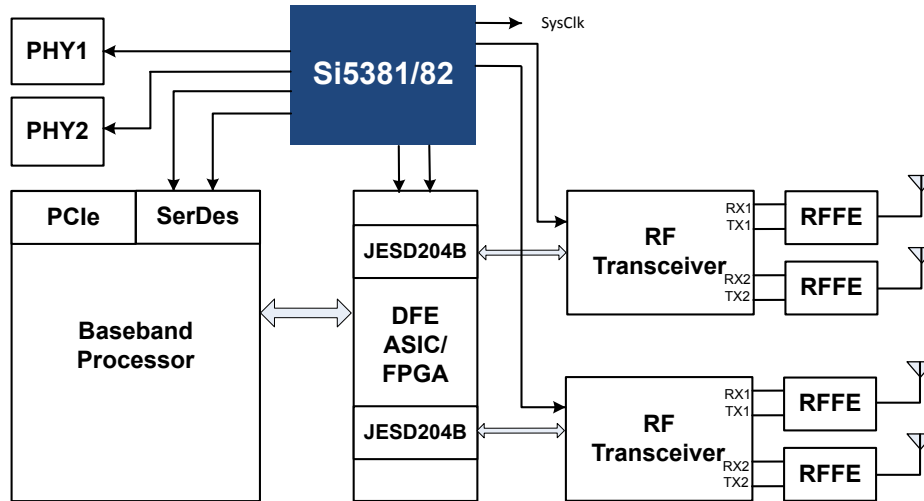 SysClk
PHY1
Si5381/82
PHY2
PCIe
SerDes
Baseband
Processor
JESD204B
DFE
ASIC/
FPGA
JESD204B
RF
Transceiver
RX1
TX1
RX2
TX2
RFFE
RFFE
RF
Transceiver
RX1
TX1
RX2
TX2
RFFE
RFFE